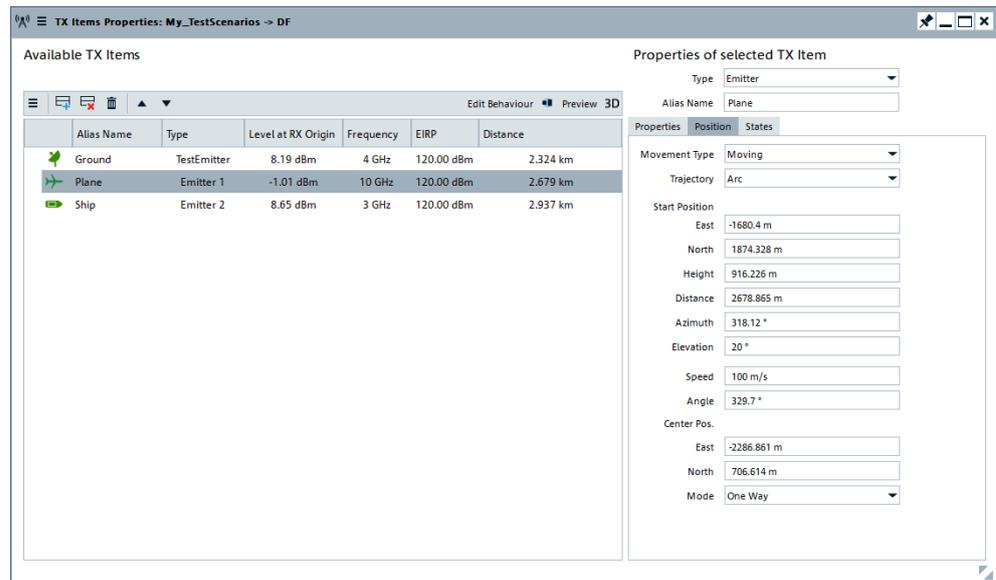 TX Items Properties: My_TestScenarios -> DF
Available TX Items
Edit Behaviour Preview 3D
Alias Name Type Level at RX Origin Frequency EIRP Distance
Ground TestEmitter 8.19 dBm 4 GHz 120.00 dBm 2.324 km
Plane Emitter 1 -1.01 dBm 10 GHz 120.00 dBm 2.679 km
Ship Emitter 2 8.65 dBm 3 GHz 120.00 dBm 2.937 km
Properties of selected TX Item
Type Emitter
Alias Name Plane
Properties Position States
Movement Type Moving
Trajectory Arc
Start Position
East -1680.4 m
North 1874.328 m
Height 916.226 m
Distance 2678.865 m
Azimuth 318.12 °
Elevation 20 °
Speed 100 m/s
Angle 329.7 °
Center Pos.
East -2286.861 m
North 706.614 m
Mode One Way